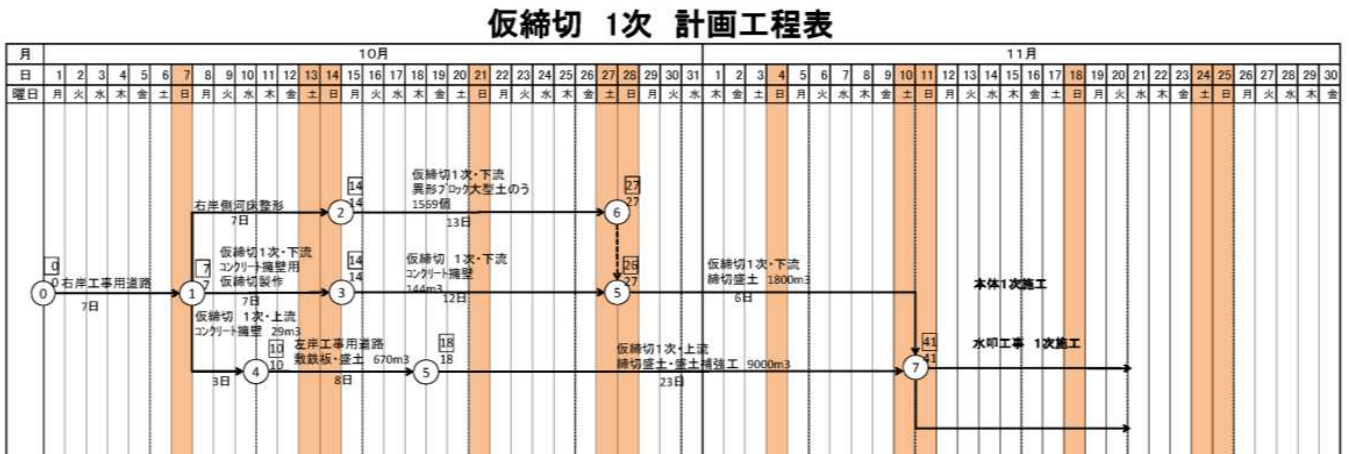 仮締切 1次 計画工程表
月 10月 11月
日 1 2 3 4 5 6 7 8 9 10 11 12 13 14 15 16 17 18 19 20 21 22 23 24 25 26 27 28 29 30 31 1 2 3 4 5 6 7 8 9 10 11 12 13 14 15 16 17 18 19 20 21 22 23 24 25 26 27 28 29 30
曜日 月 火 水 木 金 土 日 月 火 水 木 金 土 日 月 火 水 木 金 土 日 月 火 水 木 金 土 日 月 火 水 木 金 土 日 月 火 水 木 金 土 日 月 火 水 木 金 土 日 月 火 水 木 金 土 日 月 火 水 木 金
右岸側河床整形
7日
14
14
2
仮締切1次・下流
異形ブロック大型土のう
1569個
13日
27
27
6
0
0
0
右岸工事用道路
7日
7
7
1
仮締切1次・下流
コンクリート擁壁用
仮締切製作
7日
14
14
3
仮締切 1次・下流
コンクリート擁壁
144m3
12日
26
27
5
仮締切1次・下流
締切盛土 1800m3
6日
本体1次施工
仮締切 1次・上流
コンクリート擁壁 29m3
3日
10
10
4
左岸工事用道路
敷鉄板・盛土 670m3
8日
18
18
5
仮締切1次・上流
締切盛土・盛土補強工 9000m3
23日
41
41
7
水叩工事 1次施工